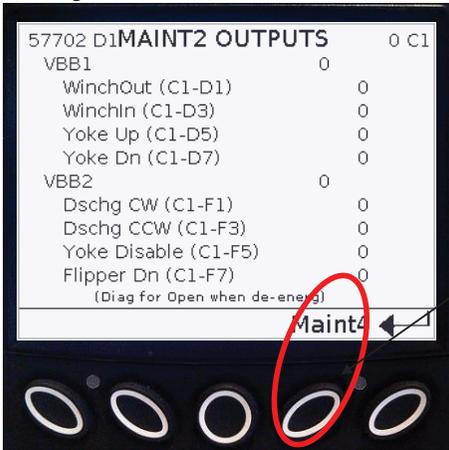 57702 D1 MAINT2 OUTPUTS 0 C1
VBB1 0
WinchOut (C1-D1) 0
WinchIn (C1-D3) 0
Yoke Up (C1-D5) 0
Yoke Dn (C1-D7) 0
VBB2 0
Dschg CW (C1-F1) 0
Dschg CCW (C1-F3) 0
Yoke Disable (C1-F5) 0
Flipper Dn (C1-F7) 0
(Diag for Open when de-energ)
Maint4